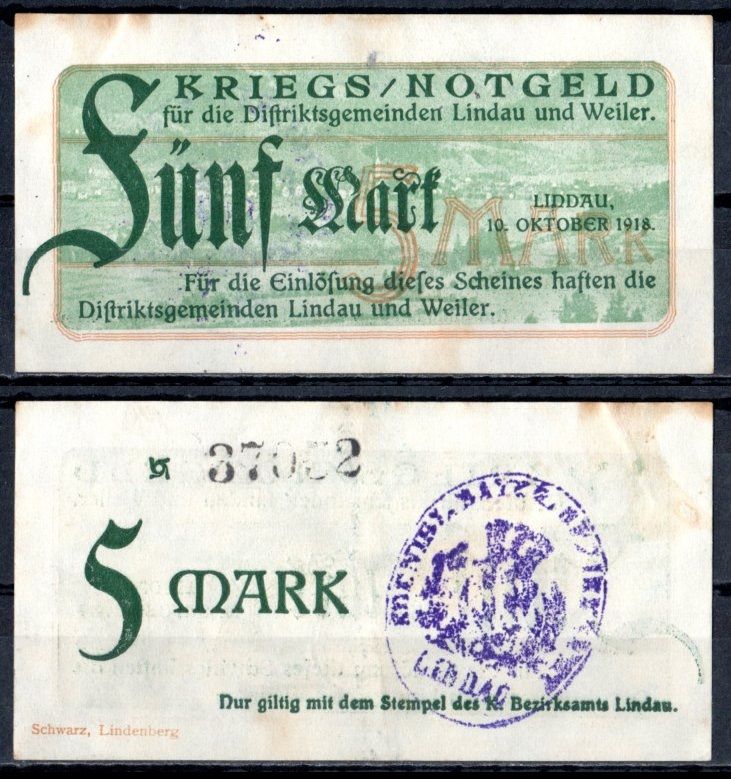 KRIEGS/NOTGELD
für die Diſtriktsgemeinden Lindau und Weiler.
Fünf Mark
5 MARK
LINDAU,
10. OKTOBER 1918.
Für die Einlöſung dieſes Scheines haften die
Diſtriktsgemeinden Lindau und Weiler.
37052
5 MARK
LINDAU
Nur giltig mit dem Stempel des K. Bezirksamts Lindau.
Schwarz, Lindenberg